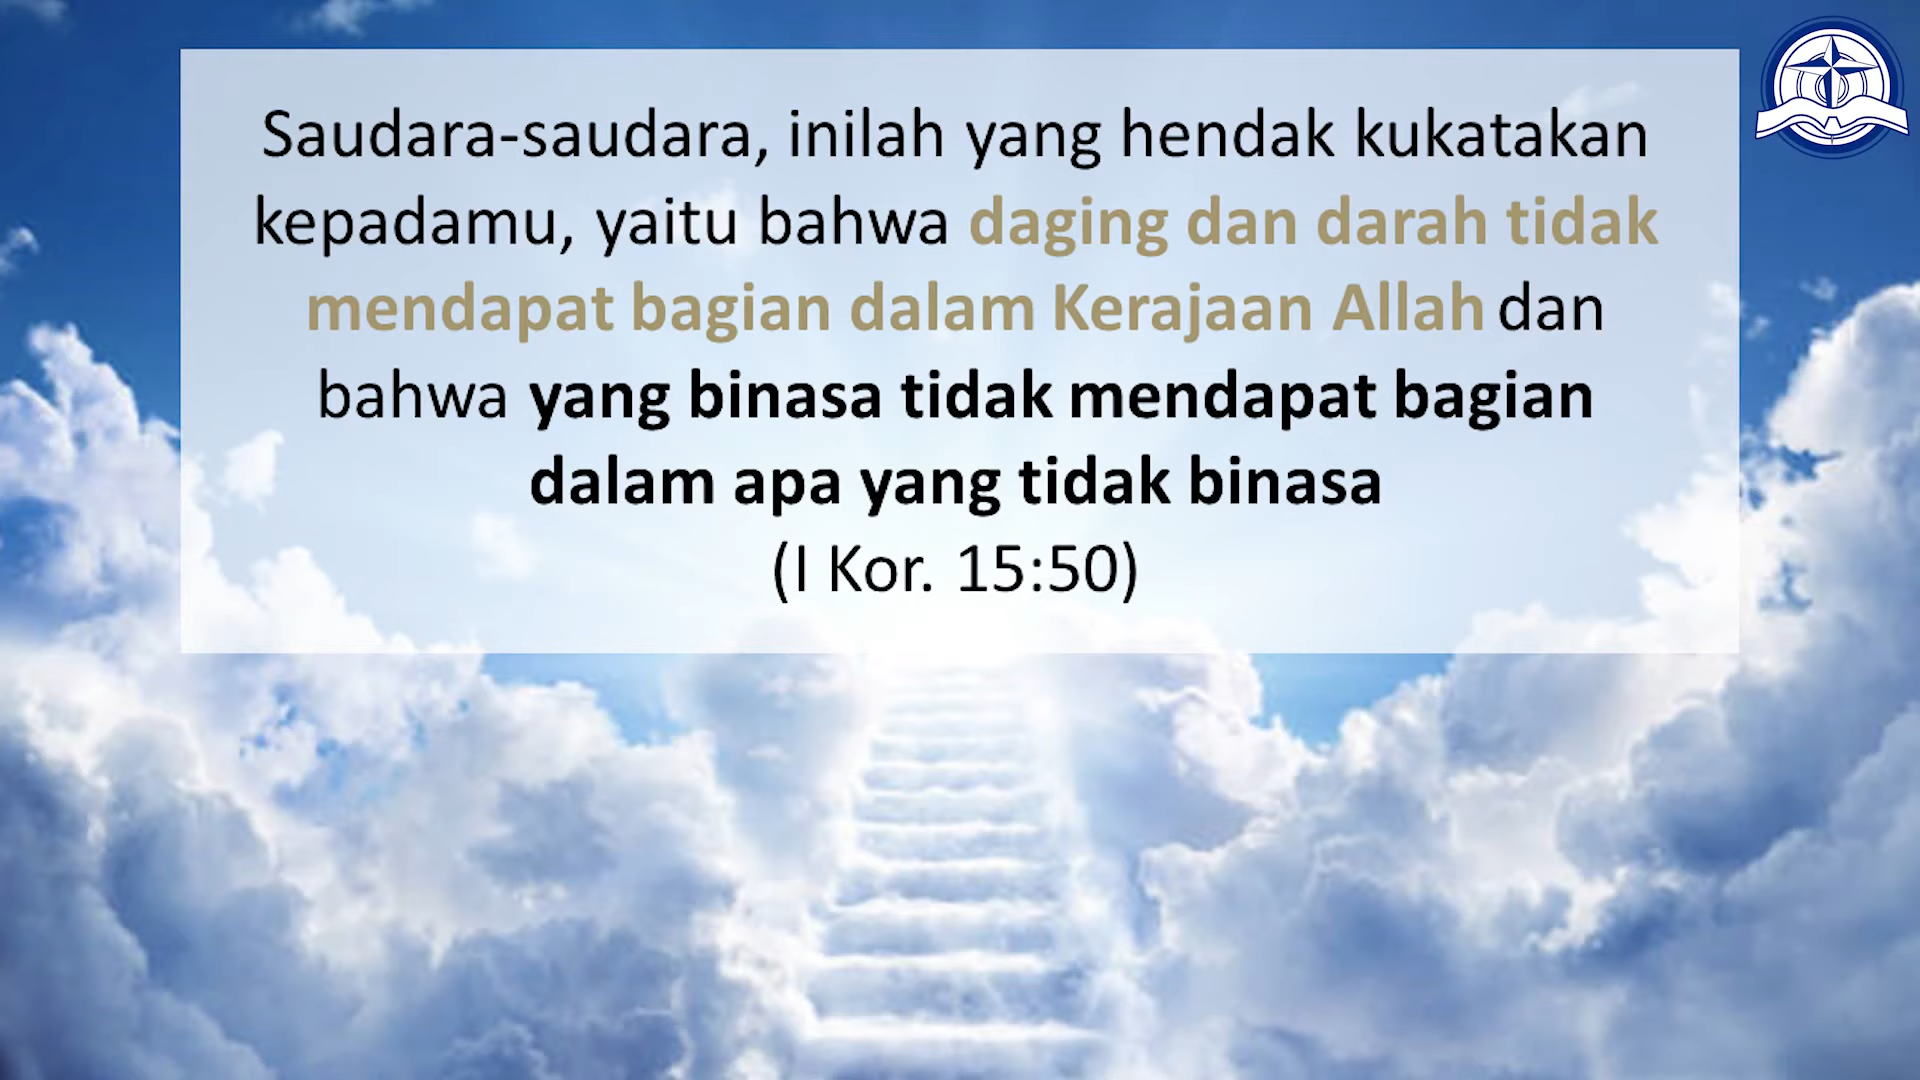 Saudara-saudara, inilah yang hendak kukatakan
kepadamu, yaitu bahwa daging dan darah tidak
mendapat bagian dalam Kerajaan Allah dan
bahwa yang binasa tidak mendapat bagian
dalam apa yang tidak binasa
(I Kor. 15:50)